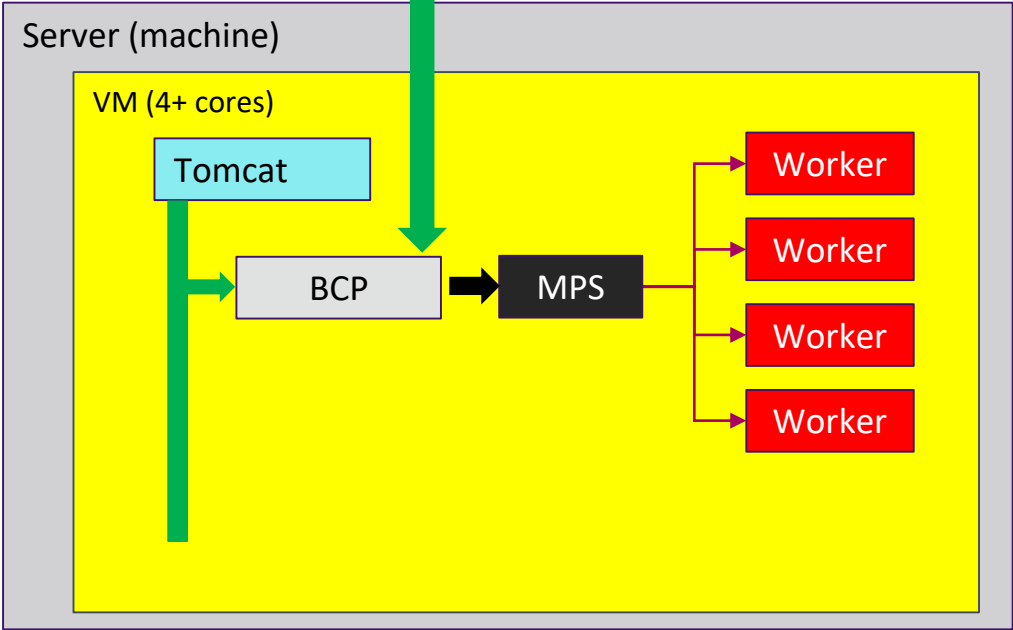 Server (machine)
VM (4+ cores)
Tomcat
BCP
MPS
Worker
Worker
Worker
Worker